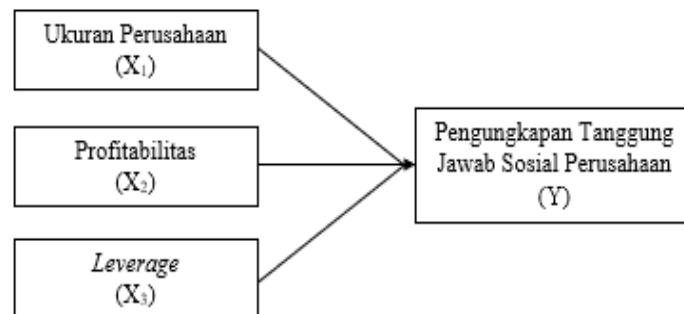 Ukuran Perusahaan
(X₁)
Profitabilitas
(X₂)
Leverage
(X₃)
Pengungkapan Tanggung
Jawab Sosial Perusahaan
(Y)